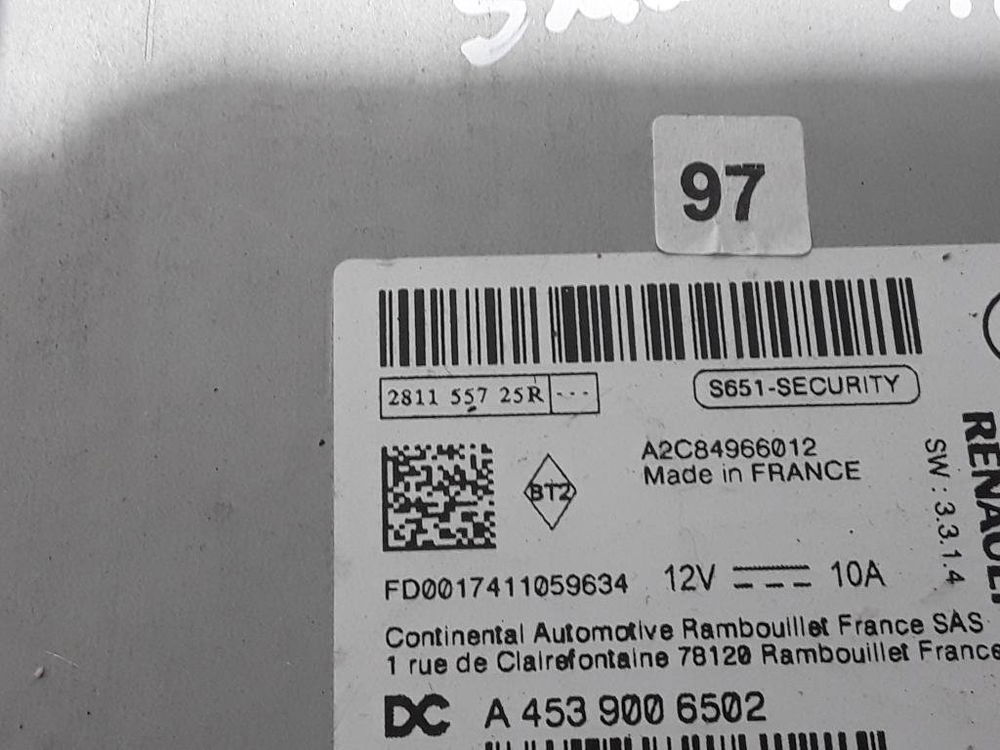 97
2811 557 25R ---
S651-SECURITY
A2C84966012
Made in FRANCE
BT2
FD0017411059634
12V 10A
Continental Automotive Rambouillet France SAS
1 rue de Clairefontaine 78120 Rambouillet France
DC A 453 900 6502
SW : 3.3.1.4
RENAULT